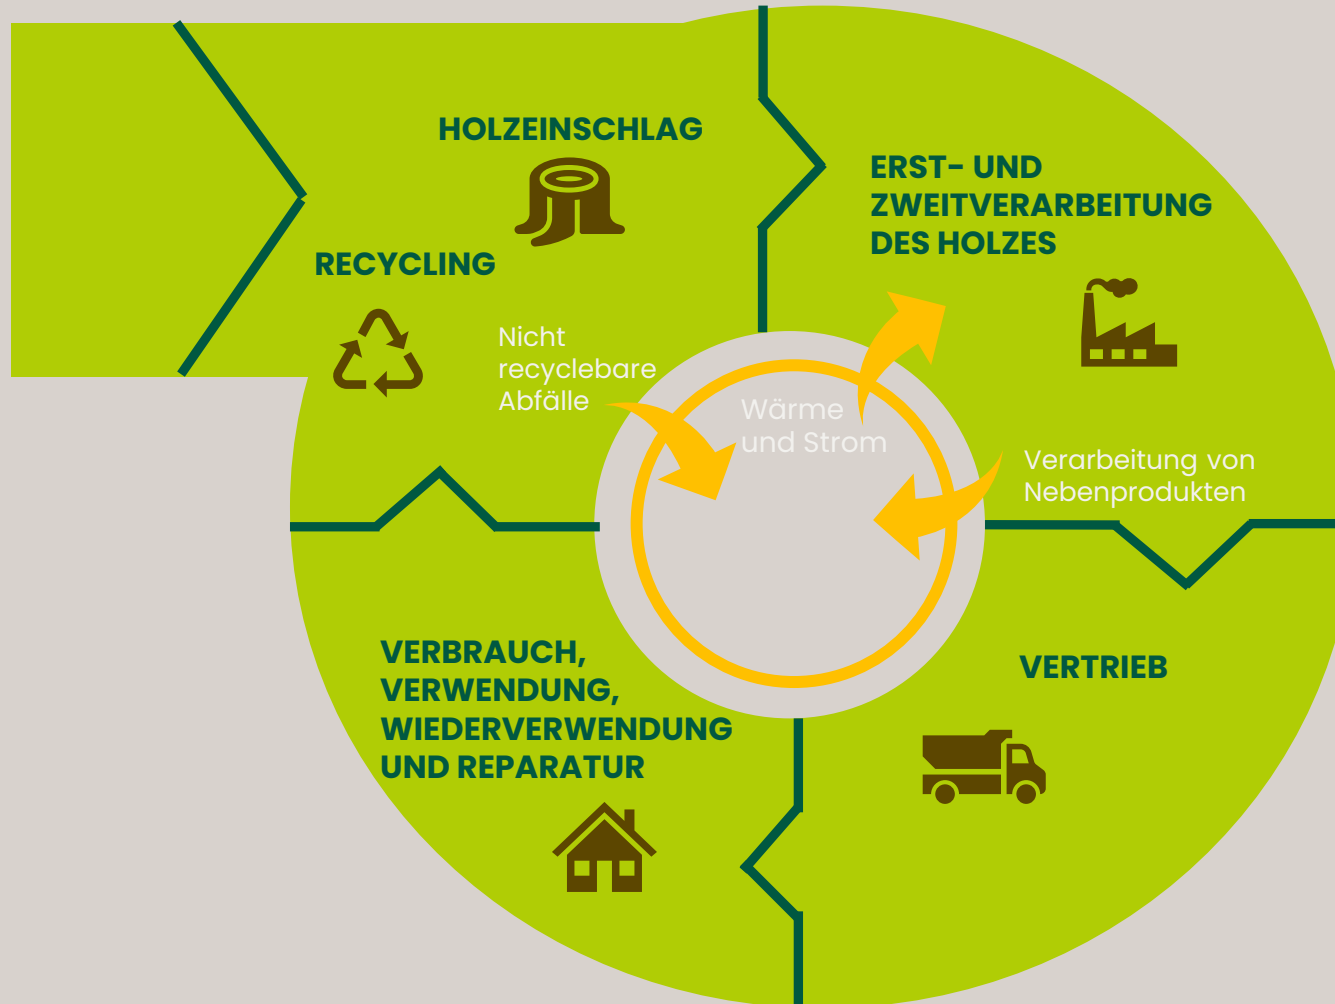 HOLZEINSCHLAG
ERST- UND
ZWEITVERARBEITUNG
DES HOLZES
RECYCLING
Nicht
recyclebare
Abfälle
Wärme
und Strom
Verarbeitung von
Nebenprodukten
VERBRAUCH,
VERWENDUNG,
WIEDERVERWENDUNG
UND REPARATUR
VERTRIEB